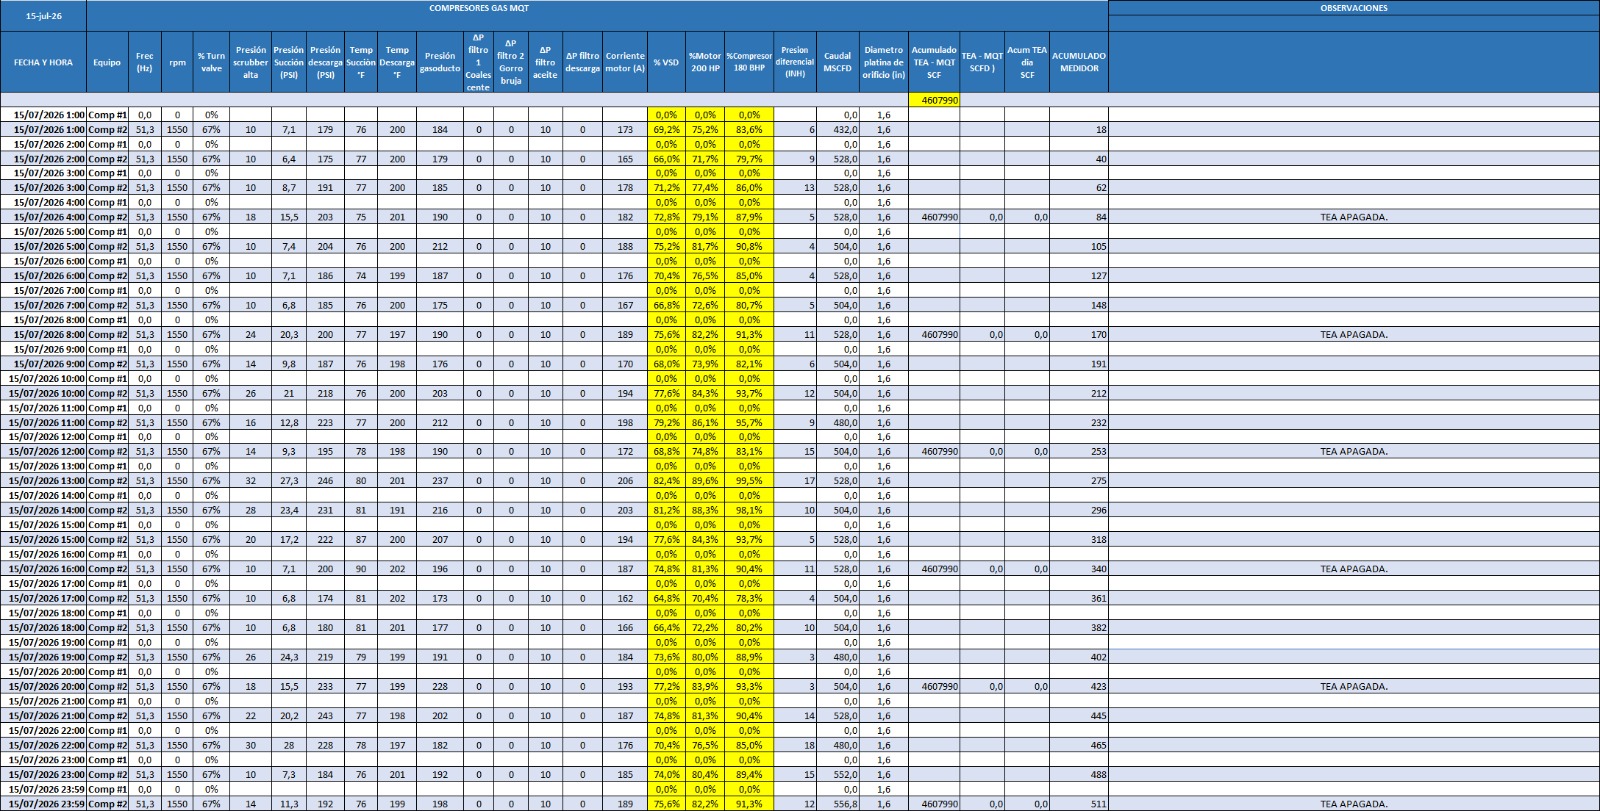 15-jul-26 COMPRESORES GAS MQT OBSERVACIONES
FECHA Y HORA Equipo Frec (Hz) rpm % Turn valve Presión scrubber alta Presión Succión (PSI) Presión descarga (PSI) Temp Succión °F Temp Descarga °F Presión gasoducto ΔP filtro 1 Coales cente ΔP filtro 2 Gorro bruja ΔP filtro aceite ΔP filtro descarga Corriente motor (A) % VSD %Motor 200 HP %Compresor 180 BHP Presion diferencial (INH) Caudal MSCFD Diametro platina de orificio (in) Acumulado TEA - MQT SCF TEA - MQT SCFD ) Acum TEA dia SCF ACUMULADO MEDIDOR
4607990
15/07/2026 1:00 Comp #1 0,0 0 0% 0,0% 0,0% 0,0% 0,0 1,6
15/07/2026 1:00 Comp #2 51,3 1550 67% 10 7,1 179 76 200 184 0 0 10 0 173 69,2% 75,2% 83,6% 6 432,0 1,6 18
15/07/2026 2:00 Comp #1 0,0 0 0% 0,0% 0,0% 0,0% 0,0 1,6
15/07/2026 2:00 Comp #2 51,3 1550 67% 10 6,4 175 77 200 179 0 0 10 0 165 66,0% 71,7% 79,7% 9 528,0 1,6 40
15/07/2026 3:00 Comp #1 0,0 0 0% 0,0% 0,0% 0,0% 0,0 1,6
15/07/2026 3:00 Comp #2 51,3 1550 67% 10 8,7 191 77 200 185 0 0 10 0 178 71,2% 77,4% 86,0% 13 528,0 1,6 62
15/07/2026 4:00 Comp #1 0,0 0 0% 0,0% 0,0% 0,0% 0,0 1,6
15/07/2026 4:00 Comp #2 51,3 1550 67% 18 15,5 203 75 201 190 0 0 10 0 182 72,8% 79,1% 87,9% 5 528,0 1,6 4607990 0,0 0,0 84 TEA APAGADA.
15/07/2026 5:00 Comp #1 0,0 0 0% 0,0% 0,0% 0,0% 0,0 1,6
15/07/2026 5:00 Comp #2 51,3 1550 67% 10 7,4 204 76 200 212 0 0 10 0 188 75,2% 81,7% 90,8% 4 504,0 1,6 105
15/07/2026 6:00 Comp #1 0,0 0 0% 0,0% 0,0% 0,0% 0,0 1,6
15/07/2026 6:00 Comp #2 51,3 1550 67% 10 7,1 186 74 199 187 0 0 10 0 176 70,4% 76,5% 85,0% 4 528,0 1,6 127
15/07/2026 7:00 Comp #1 0,0 0 0% 0,0% 0,0% 0,0% 0,0 1,6
15/07/2026 7:00 Comp #2 51,3 1550 67% 10 6,8 185 76 200 175 0 0 10 0 167 66,8% 72,6% 80,7% 5 504,0 1,6 148
15/07/2026 8:00 Comp #1 0,0 0 0% 0,0% 0,0% 0,0% 0,0 1,6
15/07/2026 8:00 Comp #2 51,3 1550 67% 24 20,3 200 77 197 190 0 0 10 0 189 75,6% 82,2% 91,3% 11 528,0 1,6 4607990 0,0 0,0 170 TEA APAGADA.
15/07/2026 9:00 Comp #1 0,0 0 0% 0,0% 0,0% 0,0% 0,0 1,6
15/07/2026 9:00 Comp #2 51,3 1550 67% 14 9,8 187 76 198 176 0 0 10 0 170 68,0% 73,9% 82,1% 6 504,0 1,6 191
15/07/2026 10:00 Comp #1 0,0 0 0% 0,0% 0,0% 0,0% 0,0 1,6
15/07/2026 10:00 Comp #2 51,3 1550 67% 26 21 218 76 200 203 0 0 10 0 194 77,6% 84,3% 93,7% 12 504,0 1,6 212
15/07/2026 11:00 Comp #1 0,0 0 0% 0,0% 0,0% 0,0% 0,0 1,6
15/07/2026 11:00 Comp #2 51,3 1550 67% 16 12,8 223 77 200 212 0 0 10 0 198 79,2% 86,1% 95,7% 9 480,0 1,6 232
15/07/2026 12:00 Comp #1 0,0 0 0% 0,0% 0,0% 0,0% 0,0 1,6
15/07/2026 12:00 Comp #2 51,3 1550 67% 14 9,3 195 78 198 190 0 0 10 0 172 68,8% 74,8% 83,1% 15 504,0 1,6 4607990 0,0 0,0 253 TEA APAGADA.
15/07/2026 13:00 Comp #1 0,0 0 0% 0,0% 0,0% 0,0% 0,0 1,6
15/07/2026 13:00 Comp #2 51,3 1550 67% 32 27,3 246 80 201 237 0 0 10 0 206 82,4% 89,6% 99,5% 17 528,0 1,6 275
15/07/2026 14:00 Comp #1 0,0 0 0% 0,0% 0,0% 0,0% 0,0 1,6
15/07/2026 14:00 Comp #2 51,3 1550 67% 28 23,4 231 81 191 216 0 0 10 0 203 81,2% 88,3% 98,1% 10 504,0 1,6 296
15/07/2026 15:00 Comp #1 0,0 0 0% 0,0% 0,0% 0,0% 0,0 1,6
15/07/2026 15:00 Comp #2 51,3 1550 67% 20 17,2 222 87 200 207 0 0 10 0 194 77,6% 84,3% 93,7% 5 528,0 1,6 318
15/07/2026 16:00 Comp #1 0,0 0 0% 0,0% 0,0% 0,0% 0,0 1,6
15/07/2026 16:00 Comp #2 51,3 1550 67% 10 7,1 200 90 202 196 0 0 10 0 187 74,8% 81,3% 90,4% 11 528,0 1,6 4607990 0,0 0,0 340 TEA APAGADA.
15/07/2026 17:00 Comp #1 0,0 0 0% 0,0% 0,0% 0,0% 0,0 1,6
15/07/2026 17:00 Comp #2 51,3 1550 67% 10 6,8 174 81 202 173 0 0 10 0 162 64,8% 70,4% 78,3% 4 504,0 1,6 361
15/07/2026 18:00 Comp #1 0,0 0 0% 0,0% 0,0% 0,0% 0,0 1,6
15/07/2026 18:00 Comp #2 51,3 1550 67% 10 6,8 180 81 201 177 0 0 10 0 166 66,4% 72,2% 80,2% 10 504,0 1,6 382
15/07/2026 19:00 Comp #1 0,0 0 0% 0,0% 0,0% 0,0% 0,0 1,6
15/07/2026 19:00 Comp #2 51,3 1550 67% 26 24,3 219 79 199 191 0 0 10 0 184 73,6% 80,0% 88,9% 3 480,0 1,6 402
15/07/2026 20:00 Comp #1 0,0 0 0% 0,0% 0,0% 0,0% 0,0 1,6
15/07/2026 20:00 Comp #2 51,3 1550 67% 18 15,5 233 77 199 228 0 0 10 0 193 77,2% 83,9% 93,3% 3 504,0 1,6 4607990 0,0 0,0 423 TEA APAGADA.
15/07/2026 21:00 Comp #1 0,0 0 0% 0,0% 0,0% 0,0% 0,0 1,6
15/07/2026 21:00 Comp #2 51,3 1550 67% 22 20,2 243 77 198 202 0 0 10 0 187 74,8% 81,3% 90,4% 14 528,0 1,6 445
15/07/2026 22:00 Comp #1 0,0 0 0% 0,0% 0,0% 0,0% 0,0 1,6
15/07/2026 22:00 Comp #2 51,3 1550 67% 30 28 228 78 197 182 0 0 10 0 176 70,4% 76,5% 85,0% 18 480,0 1,6 465
15/07/2026 23:00 Comp #1 0,0 0 0% 0,0% 0,0% 0,0% 0,0 1,6
15/07/2026 23:00 Comp #2 51,3 1550 67% 10 7,3 184 76 201 192 0 0 10 0 185 74,0% 80,4% 89,4% 15 552,0 1,6 488
15/07/2026 23:59 Comp #1 0,0 0 0% 0,0% 0,0% 0,0% 0,0 1,6
15/07/2026 23:59 Comp #2 51,3 1550 67% 14 11,3 192 76 199 198 0 0 10 0 189 75,6% 82,2% 91,3% 12 556,8 1,6 4607990 0,0 0,0 511 TEA APAGADA.